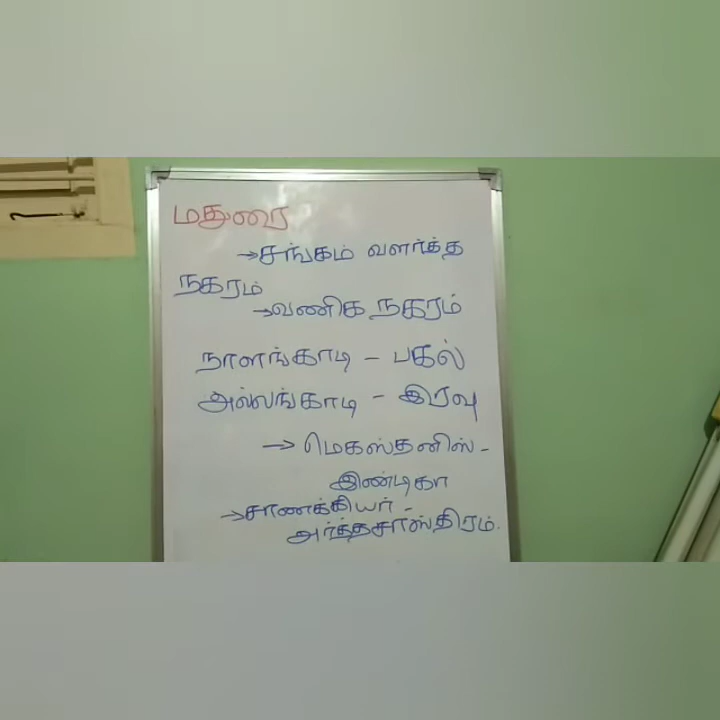 மதுரை
→சங்கம் வளர்த்த
நகரம்
→வணிக நகரம்
நாளங்காடி – பகல்
அல்லங்காடி – இரவு
→ மெகஸ்தனிஸ் –
இண்டிகா
→சாணக்கியர் –
அர்த்தசாஸ்திரம்.